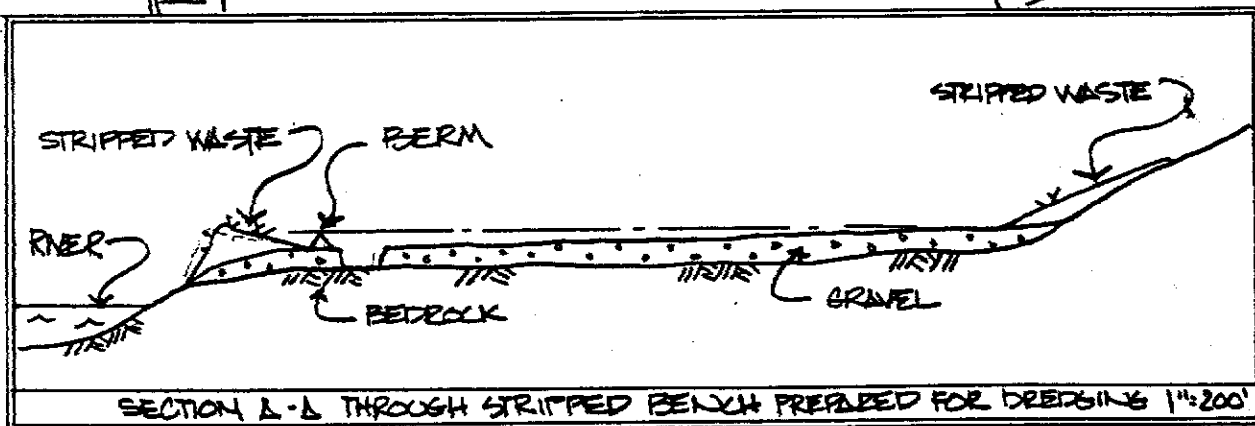 STRIPPED WASTE
STRIPPED WASTE
BERM
RIVER
GRAVEL
BEDROCK
SECTION A-A THROUGH STRIPPED BENCH PREPARED FOR DREDGING 1"=200'